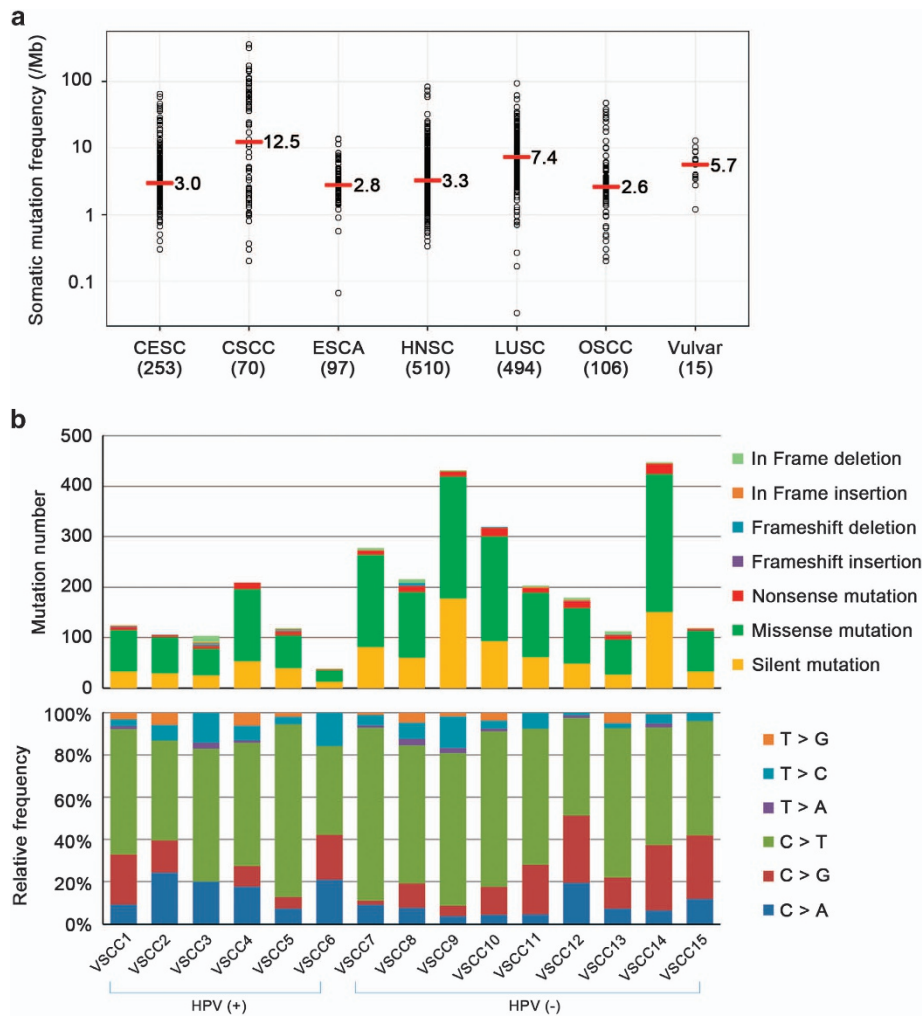 a
Somatic mutation frequency (/Mb)
100
10
1
0.1
3.0
12.5
2.8
3.3
7.4
2.6
5.7
CESC CSCC ESCA HNSC LUSC OSCC Vulvar
(253) (70) (97) (510) (494) (106) (15)
b
Mutation number
500
400
300
200
100
0
In Frame deletion
In Frame insertion
Frameshift deletion
Frameshift insertion
Nonsense mutation
Missense mutation
Silent mutation
Relative frequency
100%
80%
60%
40%
20%
0%
T > G
T > C
T > A
C > T
C > G
C > A
VSCC1 VSCC2 VSCC3 VSCC4 VSCC5 VSCC6 VSCC7 VSCC8 VSCC9 VSCC10 VSCC11 VSCC12 VSCC13 VSCC14 VSCC15
HPV (+) HPV (-)